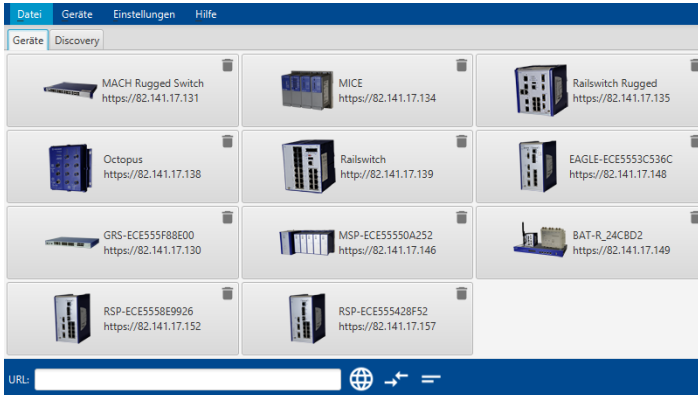 Datei Geräte Einstellungen Hilfe
Geräte Discovery
MACH Rugged Switch
https://82.141.17.131
MICE
https://82.141.17.134
Railswitch Rugged
https://82.141.17.135
Octopus
https://82.141.17.138
Railswitch
http://82.141.17.139
EAGLE-ECE5553C536C
https://82.141.17.148
GRS-ECE555F88E00
https://82.141.17.130
MSP-ECE55550A252
https://82.141.17.146
BAT-R_24CBD2
https://82.141.17.149
RSP-ECE5558E9926
https://82.141.17.152
RSP-ECE555428F52
https://82.141.17.157
URL: